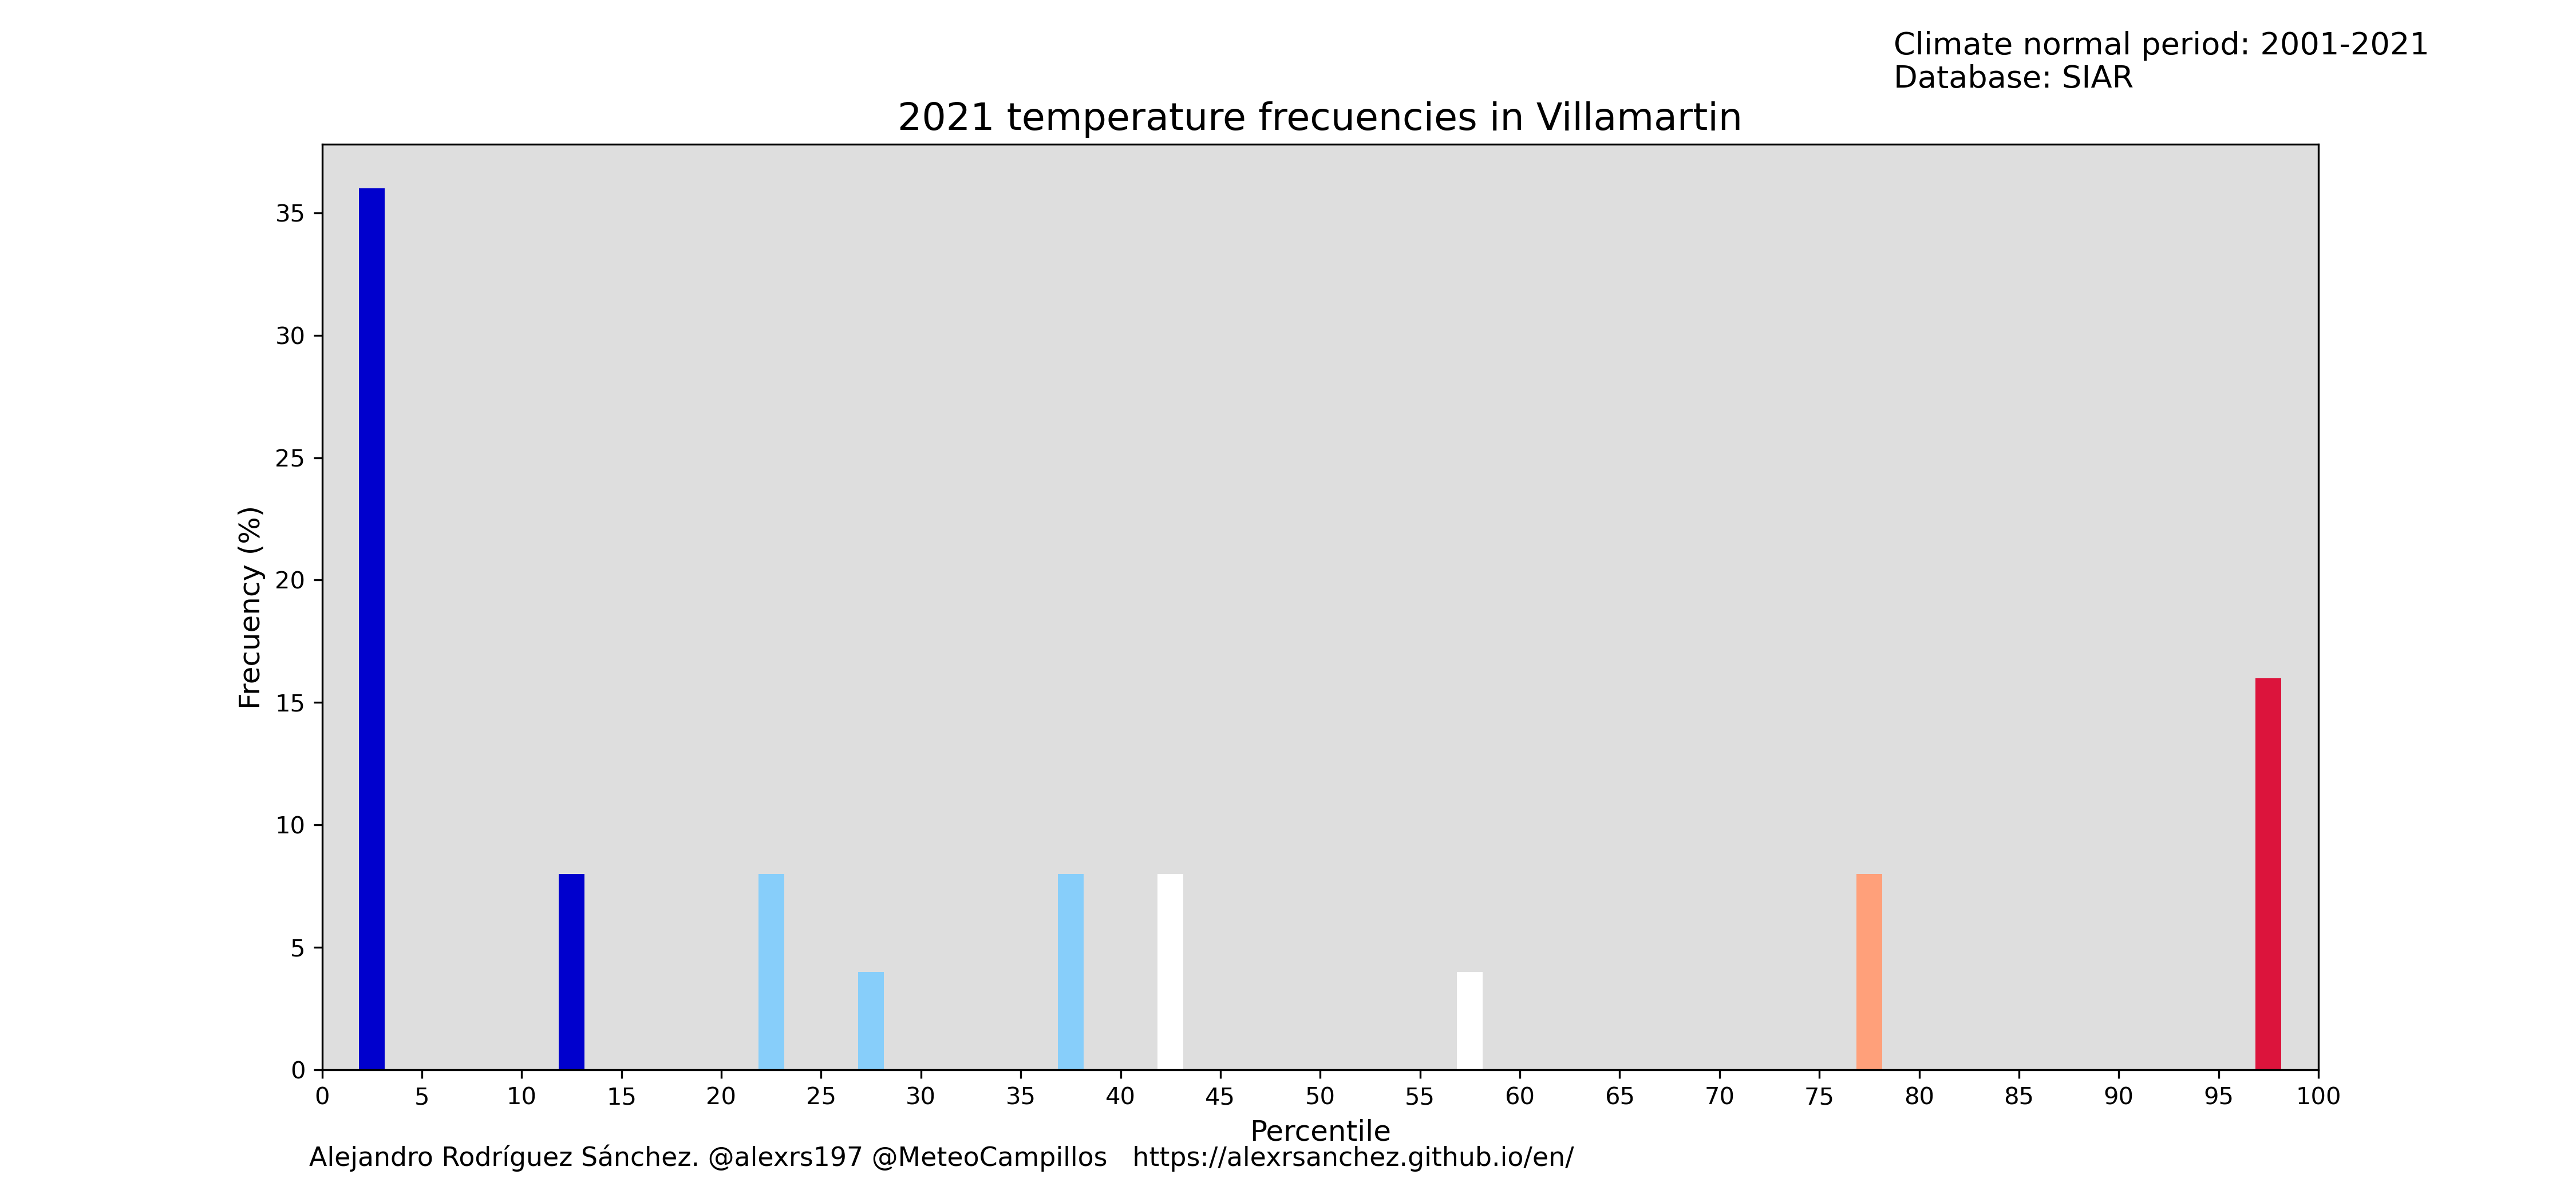 Climate normal period: 2001-2021
Database: SIAR
2021 temperature frecuencies in Villamartin
Frecuency (%)
35
30
25
20
15
10
5
0
0 5 10 15 20 25 30 35 40 45 50 55 60 65 70 75 80 85 90 95 100
Percentile
Alejandro Rodríguez Sánchez. @alexrs197 @MeteoCampillos   https://alexrsanchez.github.io/en/